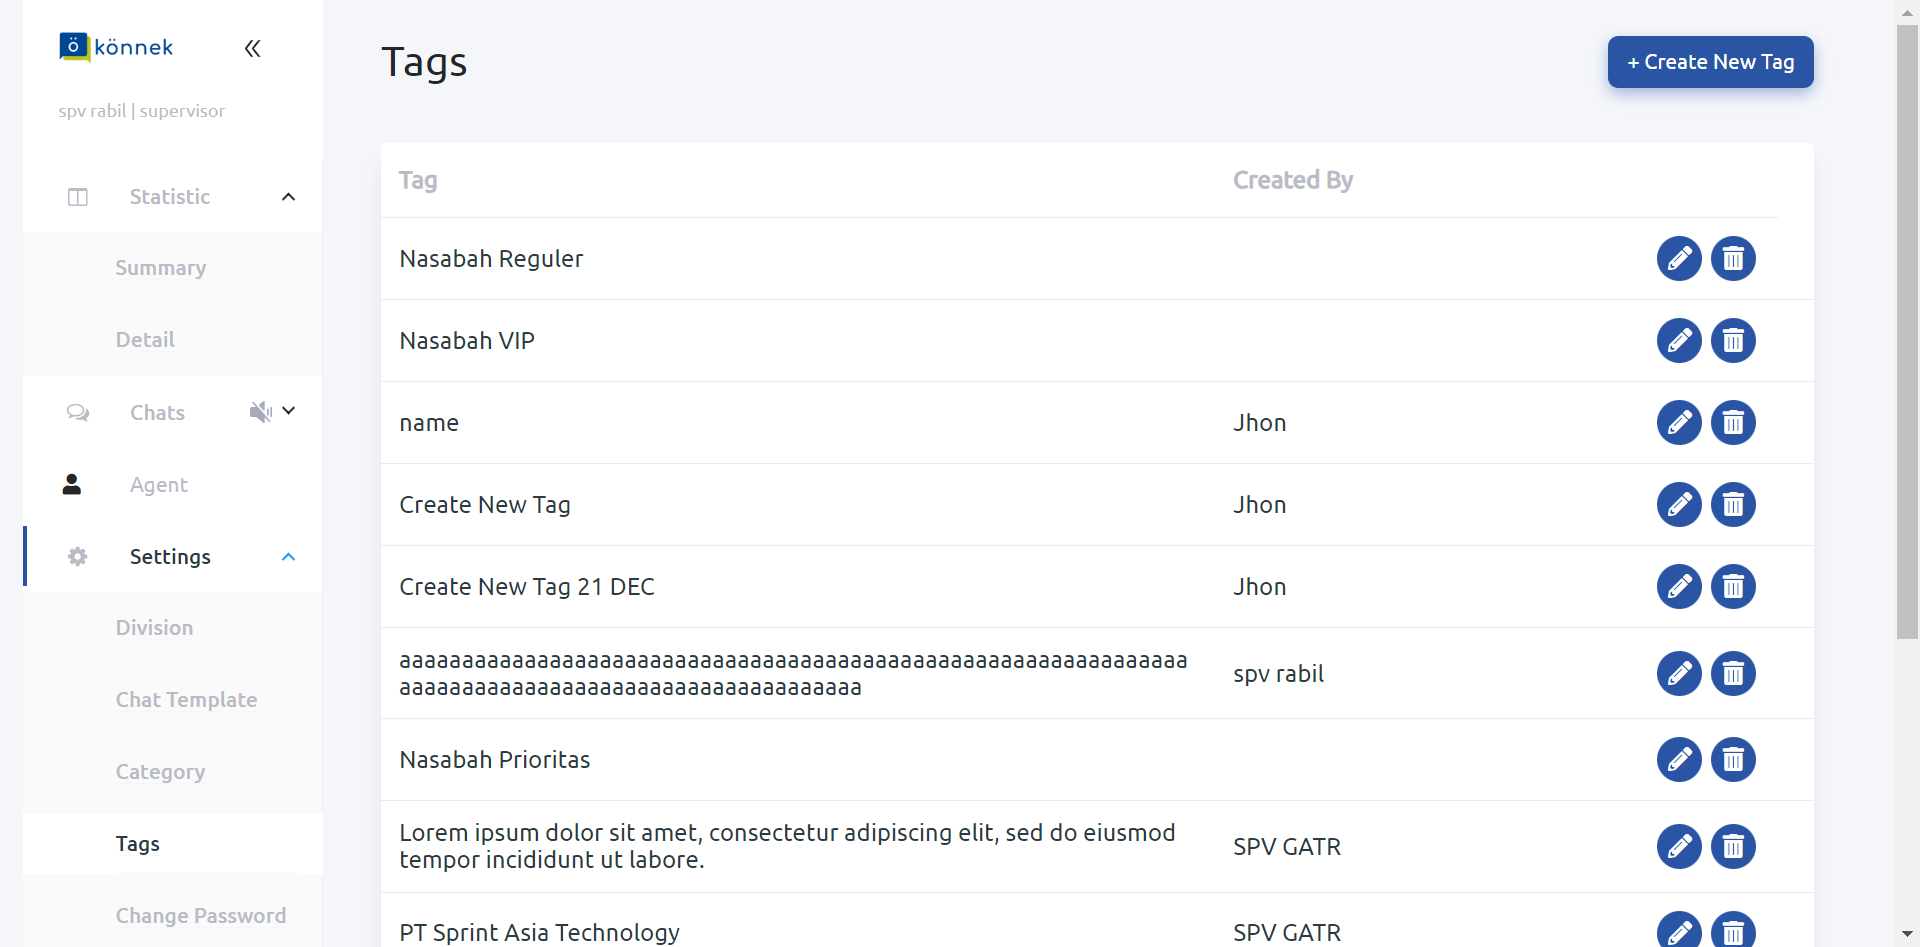 könnek
spv rabil | supervisor
Statistic
Summary
Detail
Chats
Agent
Settings
Division
Chat Template
Category
Tags
Change Password
Tags
+ Create New Tag
Tag Created By
Nasabah Reguler
Nasabah VIP
name Jhon
Create New Tag Jhon
Create New Tag 21 DEC Jhon
aaaaaaaaaaaaaaaaaaaaaaaaaaaaaaaaaaaaaaaaaaaaaaaaaaaaaaaaaaaaaaa
aaaaaaaaaaaaaaaaaaaaaaaaaaaaaaaaaaaaa spv rabil
Nasabah Prioritas
Lorem ipsum dolor sit amet, consectetur adipiscing elit, sed do eiusmod
tempor incididunt ut labore. SPV GATR
PT Sprint Asia Technology SPV GATR